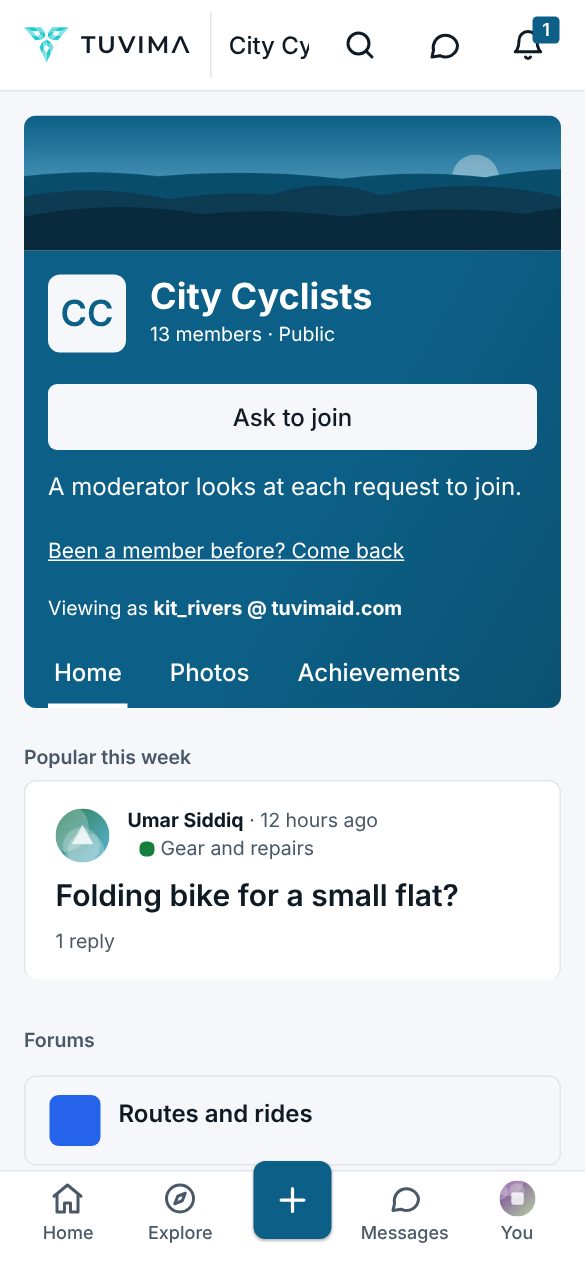 TUVIMA
City Cy
1
CC
City Cyclists
13 members · Public
Ask to join
A moderator looks at each request to join.
Been a member before? Come back
Viewing as kit_rivers @ tuvimaid.com
Home Photos Achievements
Popular this week
Umar Siddiq · 12 hours ago
Gear and repairs
Folding bike for a small flat?
1 reply
Forums
Routes and rides
Home Explore Messages You